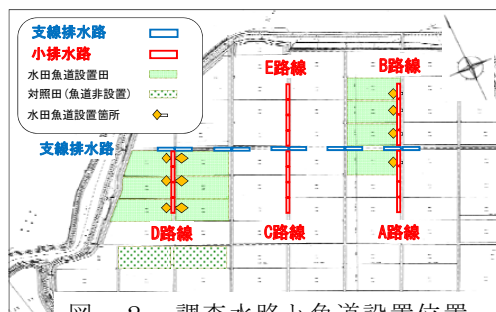 支線排水路
小排水路
水田魚道設置田
対照田(魚道非設置)
水田魚道設置箇所
E路線
B路線
支線排水路
D路線
C路線
A路線
図 2 調査水路と魚道設置位置